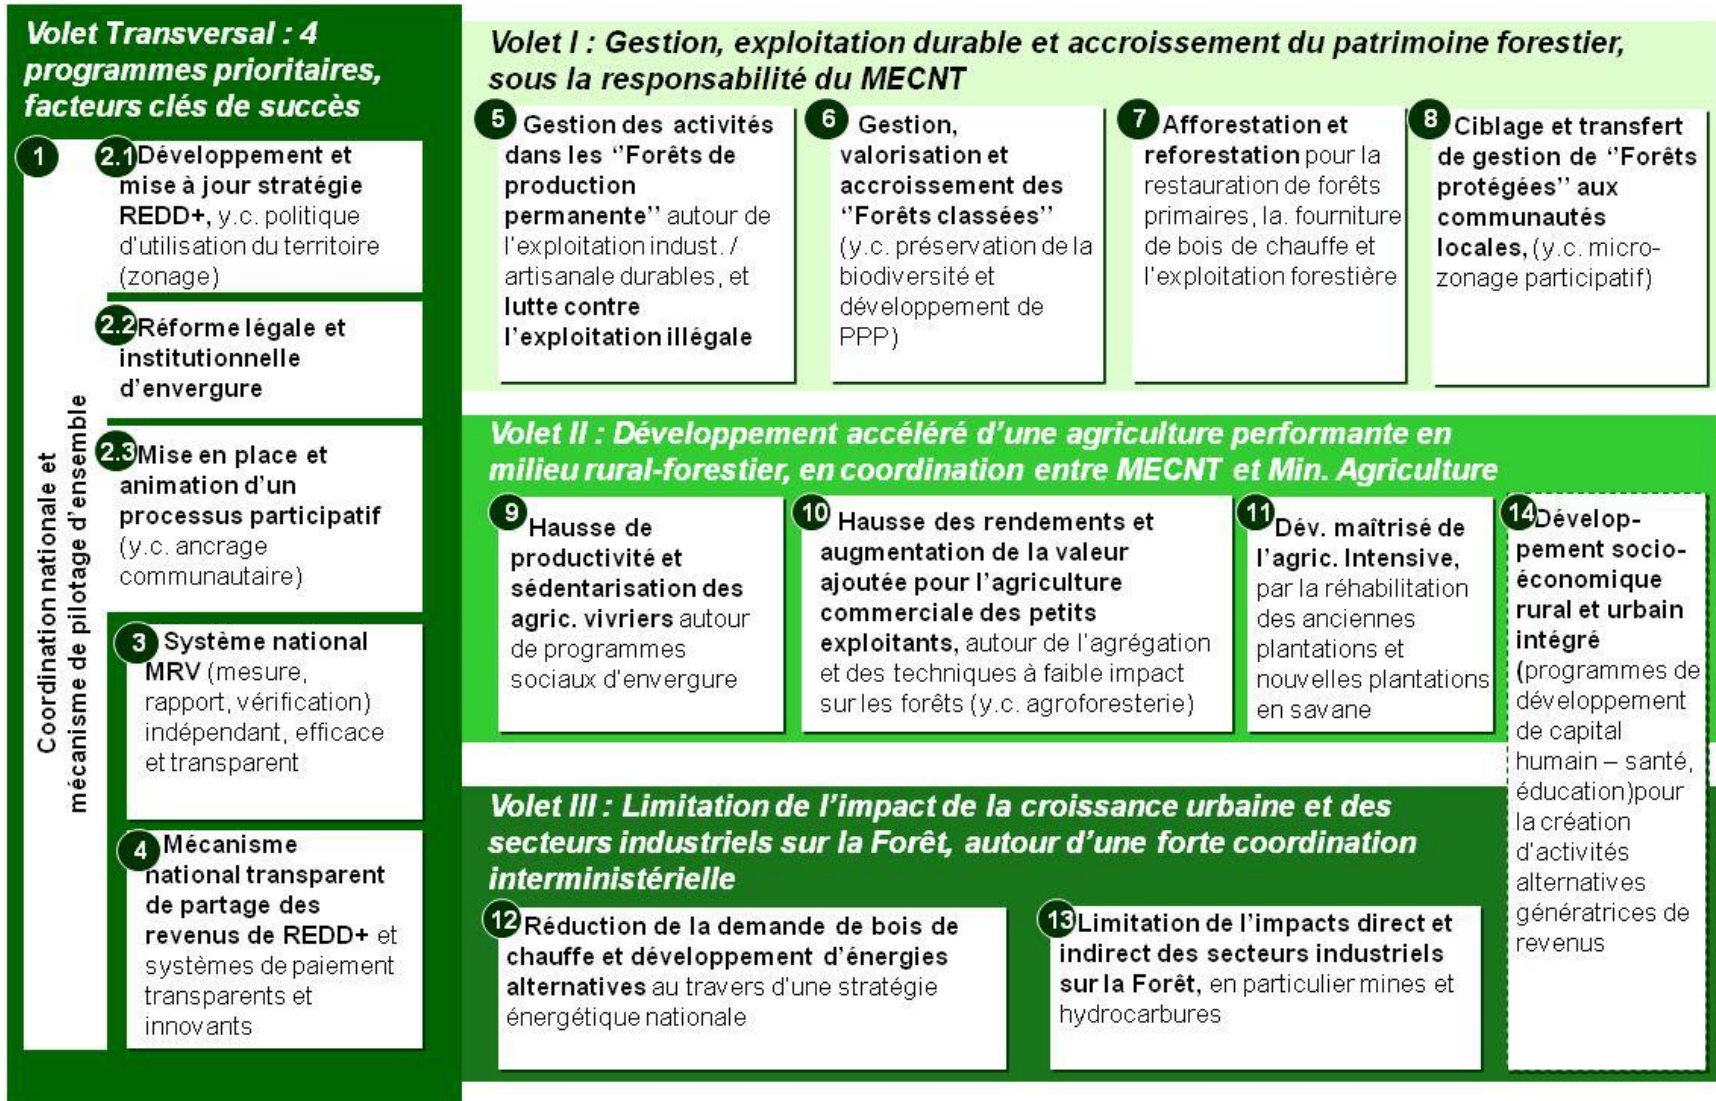 Volet Transversal : 4
programmes prioritaires,
facteurs clés de succès
1
Coordination nationale et
mécanisme de pilotage d'ensemble
2.1 Développement et
mise à jour stratégie
REDD+, y.c. politique
d'utilisation du territoire
(zonage)
2.2 Réforme légale et
institutionnelle
d'envergure
2.3 Mise en place et
animation d'un
processus participatif
(y.c. ancrage
communautaire)
3 Système national
MRV (mesure,
rapport, vérification)
indépendant, efficace
et transparent
4 Mécanisme
national transparent
de partage des
revenus de REDD+ et
systèmes de paiement
transparents et
innovants
Volet I : Gestion, exploitation durable et accroissement du patrimoine forestier,
sous la responsabilité du MECNT
5 Gestion des activités
dans les ‘‘Forêts de
production
permanente’’ autour de
l'exploitation indust. /
artisanale durables, et
lutte contre
l'exploitation illégale
6 Gestion,
valorisation et
accroissement des
‘‘Forêts classées’’
(y.c. préservation de la
biodiversité et
développement de
PPP)
7 Afforestation et
reforestation pour la
restauration de forêts
primaires, la. fourniture
de bois de chauffe et
l'exploitation forestière
8 Ciblage et transfert
de gestion de ‘‘Forêts
protégées’’ aux
communautés
locales, (y.c. micro-
zonage participatif)
Volet II : Développement accéléré d'une agriculture performante en
milieu rural-forestier, en coordination entre MECNT et Min. Agriculture
9 Hausse de
productivité et
sédentarisation des
agric. vivriers autour
de programmes
sociaux d'envergure
10 Hausse des rendements et
augmentation de la valeur
ajoutée pour l'agriculture
commerciale des petits
exploitants, autour de l'agrégation
et des techniques à faible impact
sur les forêts (y.c. agroforesterie)
11 Dév. maîtrisé de
l'agric. Intensive,
par la réhabilitation
des anciennes
plantations et
nouvelles plantations
en savane
14 Dévelop-
pement socio-
économique
rural et urbain
intégré
(programmes de
développement
de capital
humain – santé,
éducation)pour
la création
d'activités
alternatives
génératrices de
revenus
Volet III : Limitation de l'impact de la croissance urbaine et des
secteurs industriels sur la Forêt, autour d'une forte coordination
interministérielle
12 Réduction de la demande de bois de
chauffe et développement d'énergies
alternatives au travers d'une stratégie
énergétique nationale
13 Limitation de l'impacts direct et
indirect des secteurs industriels
sur la Forêt, en particulier mines et
hydrocarbures